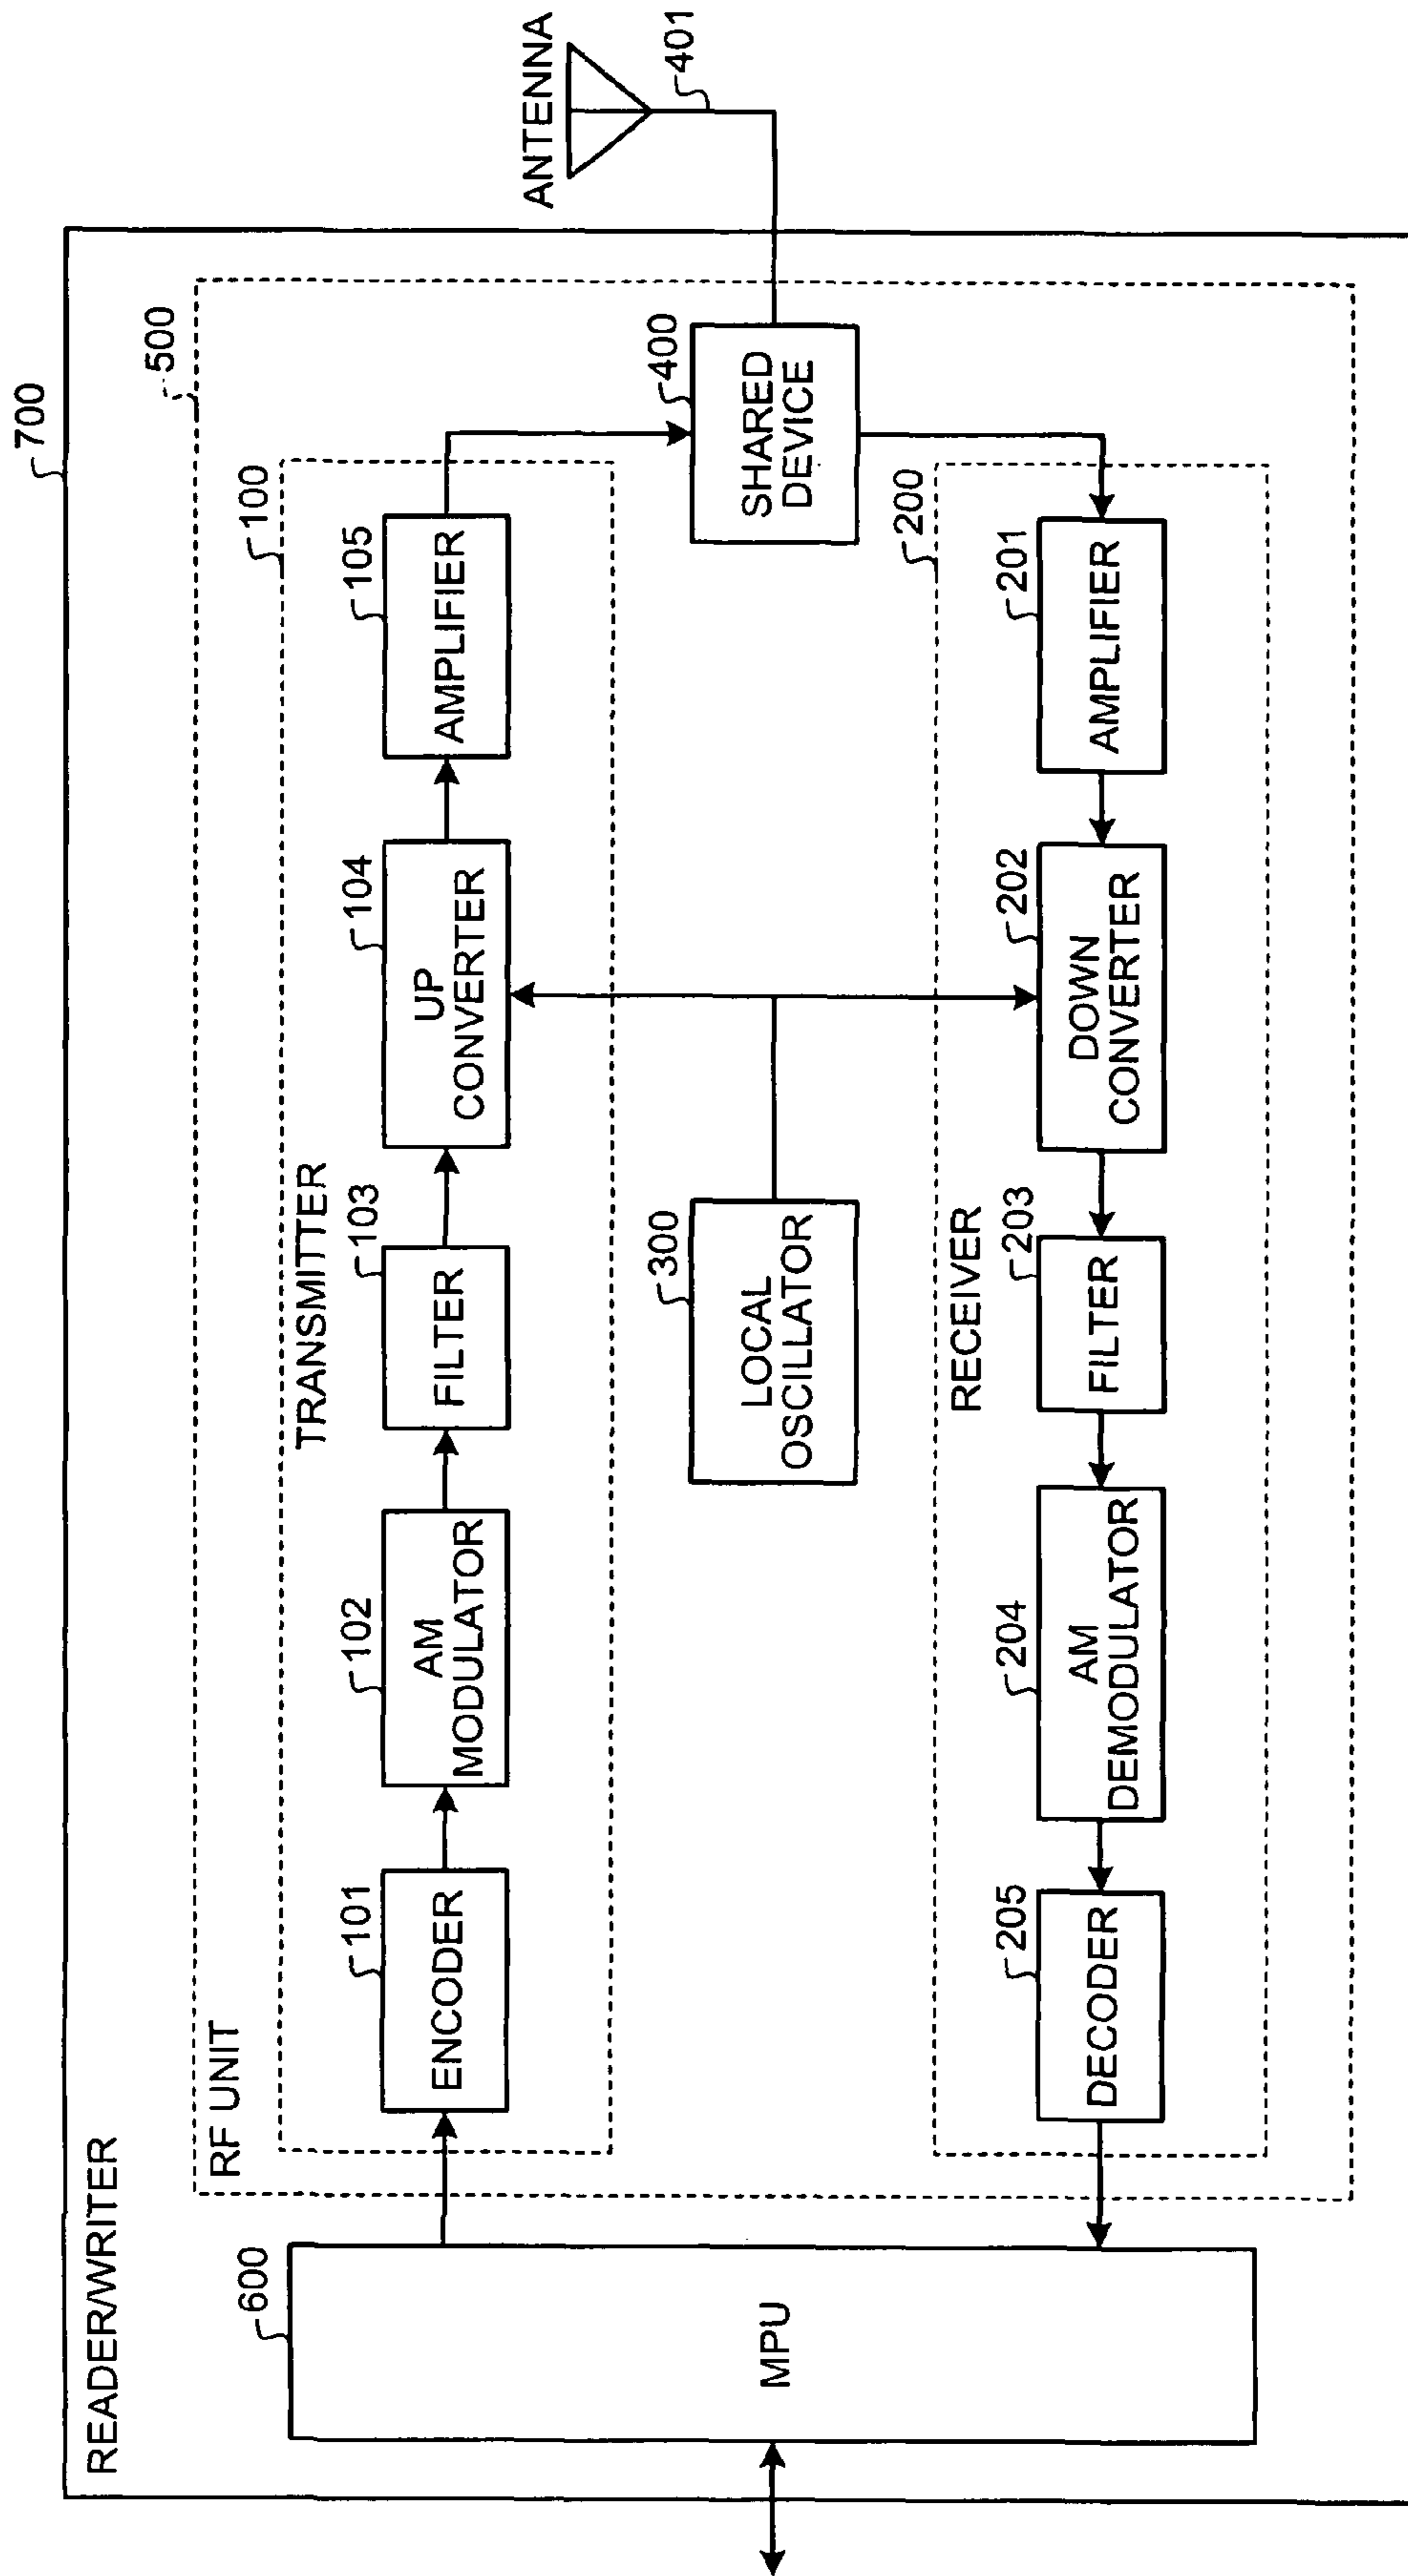 700
READER/WRITER
500
RF UNIT
600
MPU
100
TRANSMITTER
101
ENCODER
102
AM
MODULATOR
103
FILTER
104
UP
CONVERTER
105
AMPLIFIER
300
LOCAL
OSCILLATOR
400
SHARED
DEVICE
ANTENNA
401
200
RECEIVER
205
DECODER
204
AM
DEMODULATOR
203
FILTER
202
DOWN
CONVERTER
201
AMPLIFIER